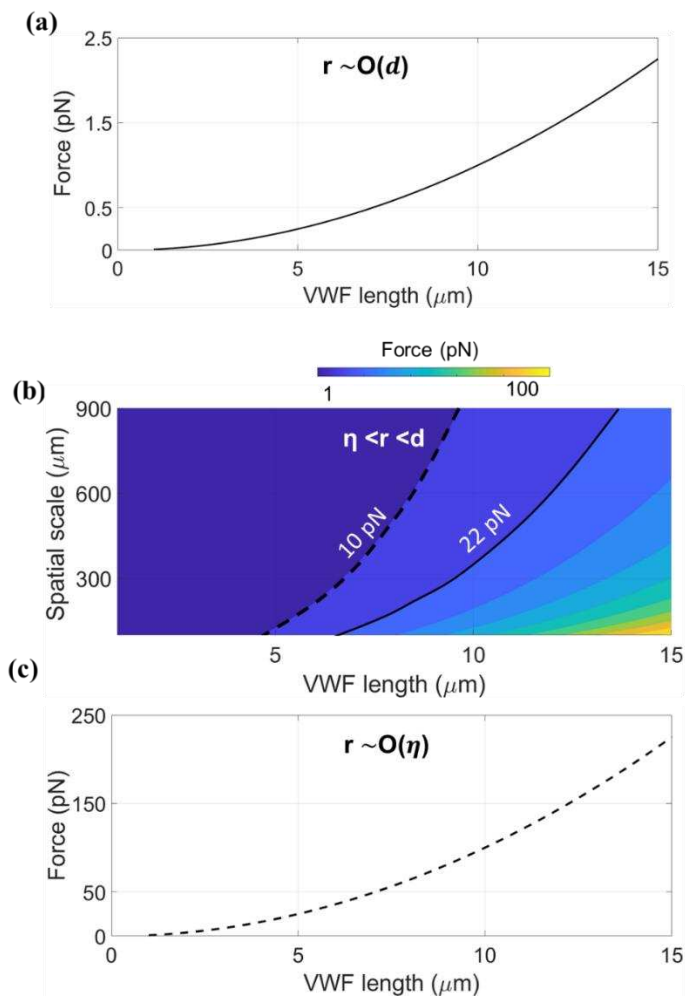 (a)
2.5
1.5
0.5
0
Force (pN)
r ~O(d)
0 5 10 15
VWF length (μm)
Force (pN)
1 100
(b)
900
600
300
Spatial scale (μm)
η <r <d
10 pN
22 pN
5 10 15
VWF length (μm)
(c)
250
150
50
0
Force (pN)
r ~O(η)
0 5 10 15
VWF length (μm)